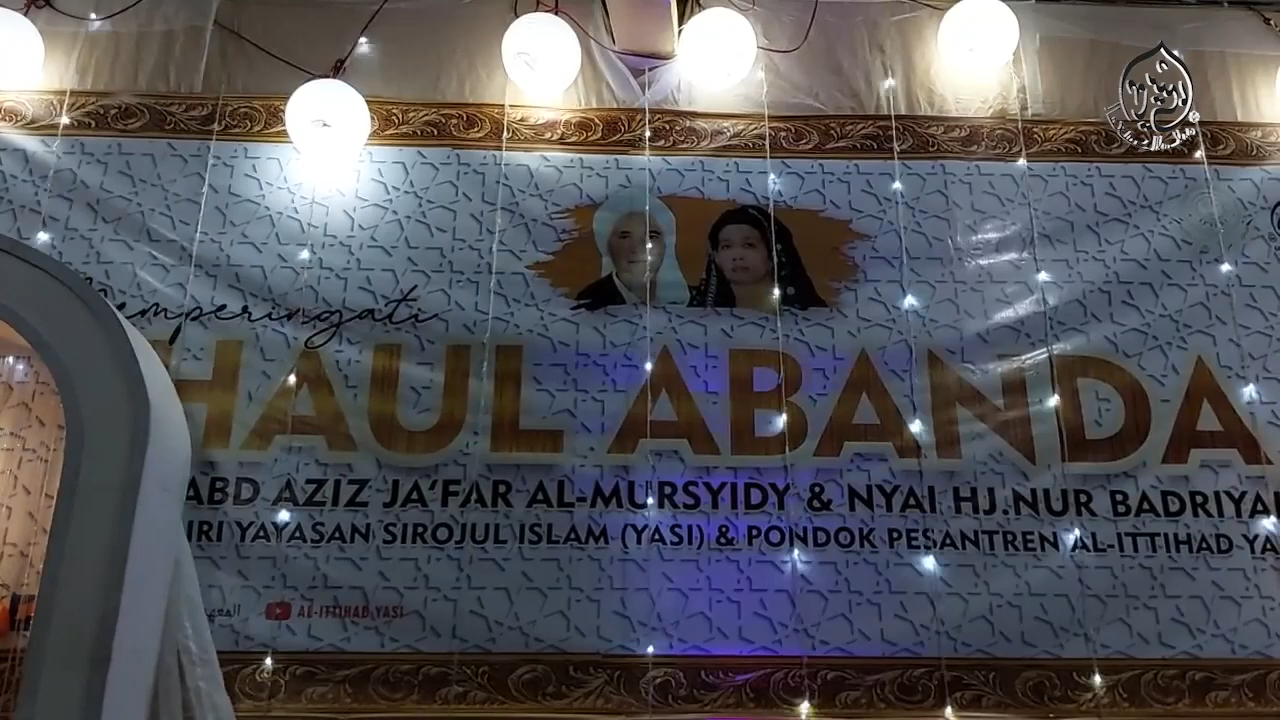 Memperingati
HAUL ABANDA
ABD AZIZ JA'FAR AL-MURSYIDY & NYAI HJ.NUR BADRIYA
IRI YAYASAN SIROJUL ISLAM (YASI) & PONDOK PESANTREN AL-ITTIHAD YA
AL-ITTIHAD YASI